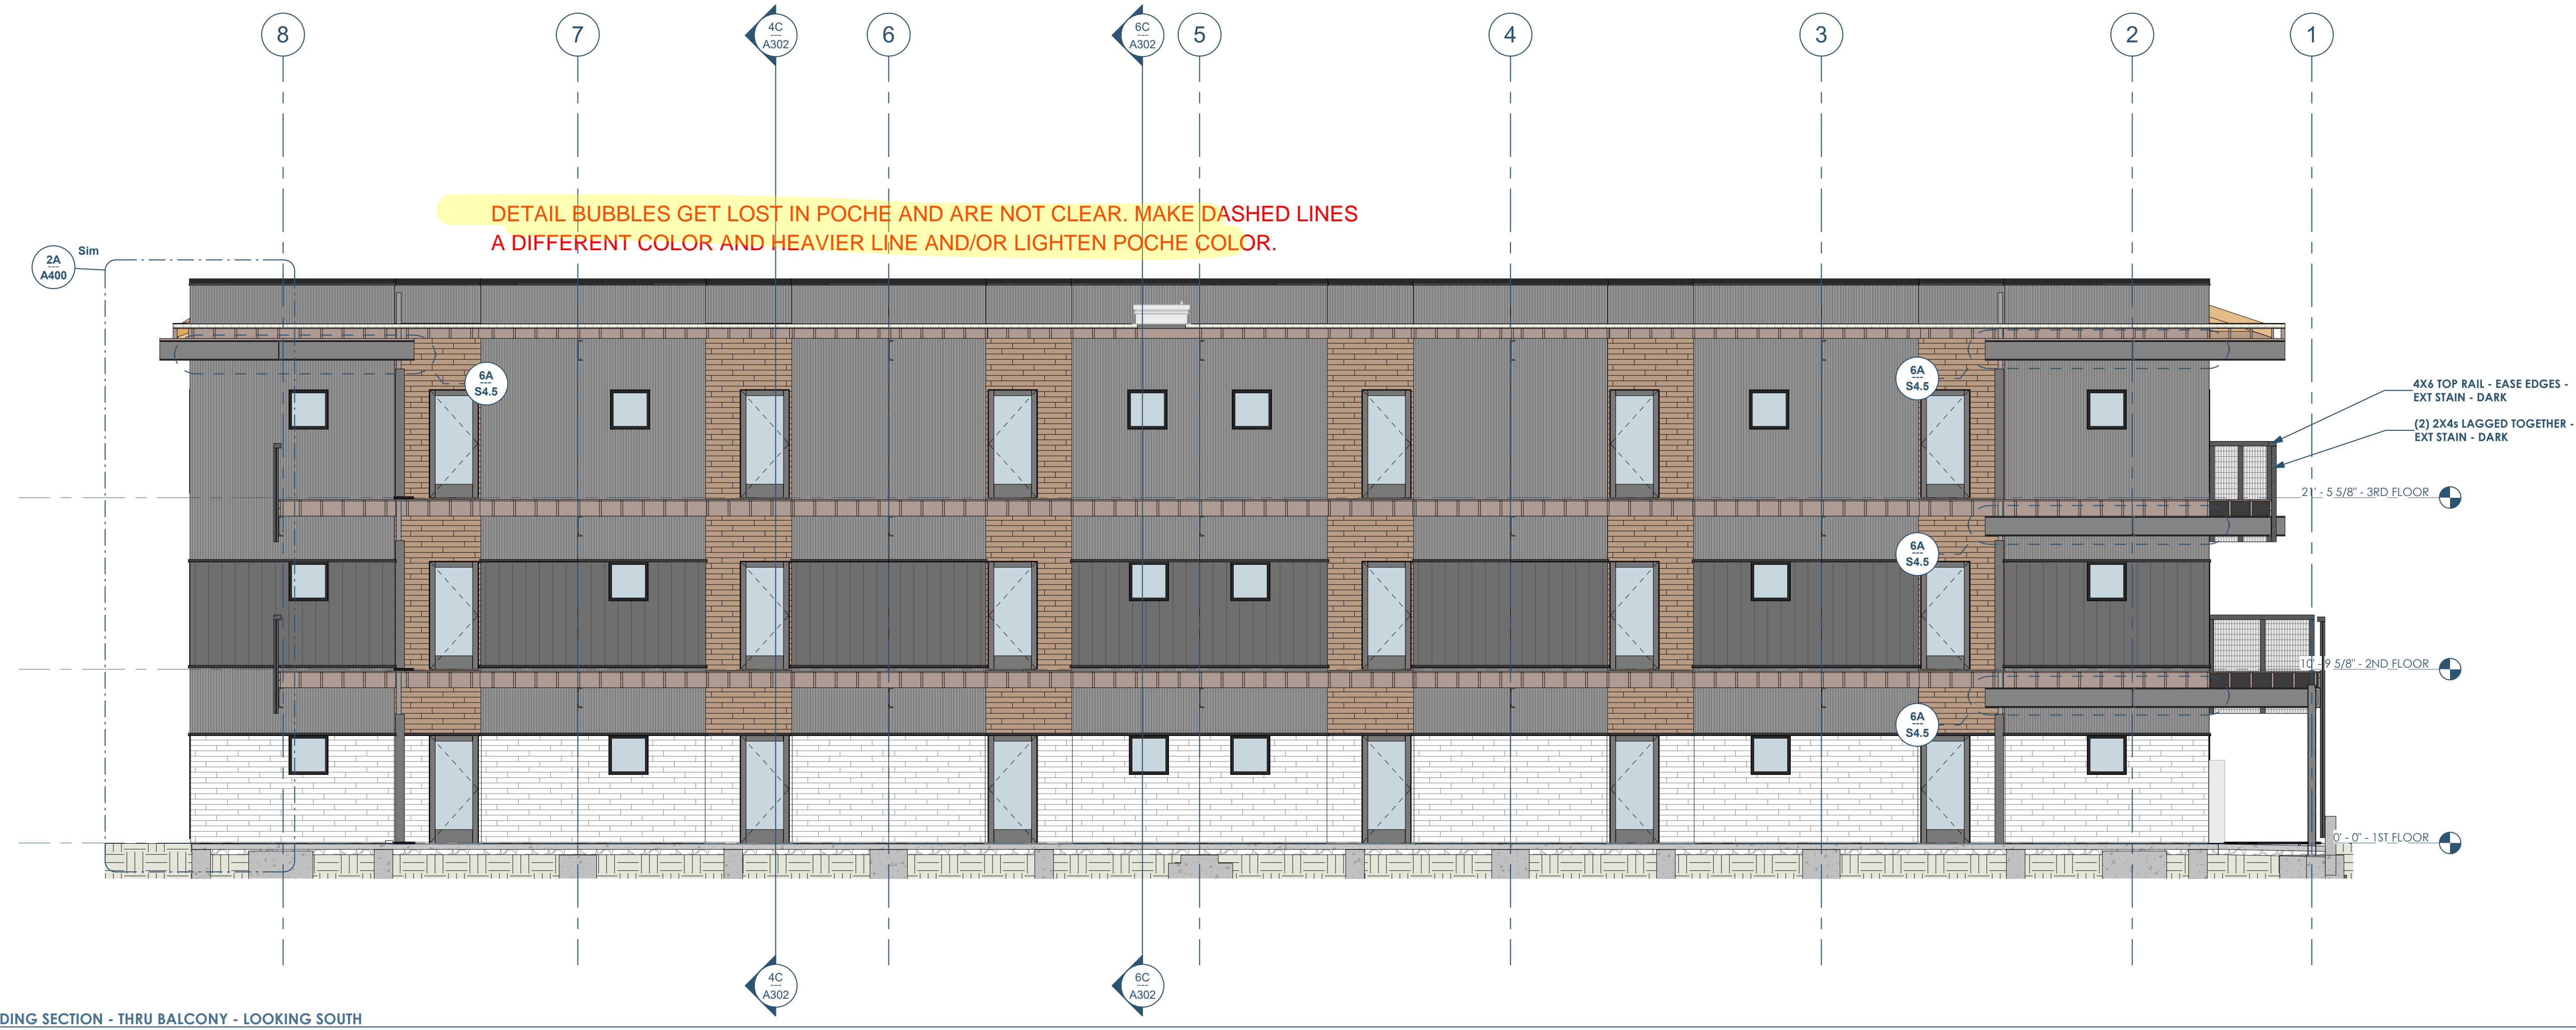 8
7
4C
---
A302
6
6C
---
A302
5
4
3
2
1
DETAIL BUBBLES GET LOST IN POCHE AND ARE NOT CLEAR. MAKE DASHED LINES
A DIFFERENT COLOR AND HEAVIER LINE AND/OR LIGHTEN POCHE COLOR.
2A
---
A400
Sim
6A
---
S4.5
6A
---
S4.5
4X6 TOP RAIL - EASE EDGES -
EXT STAIN - DARK
(2) 2X4s LAGGED TOGETHER -
EXT STAIN - DARK
21' - 5 5/8" - 3RD FLOOR
6A
---
S4.5
10' - 9 5/8" - 2ND FLOOR
6A
---
S4.5
0' - 0" - 1ST FLOOR
4C
---
A302
6C
---
A302
DING SECTION - THRU BALCONY - LOOKING SOUTH